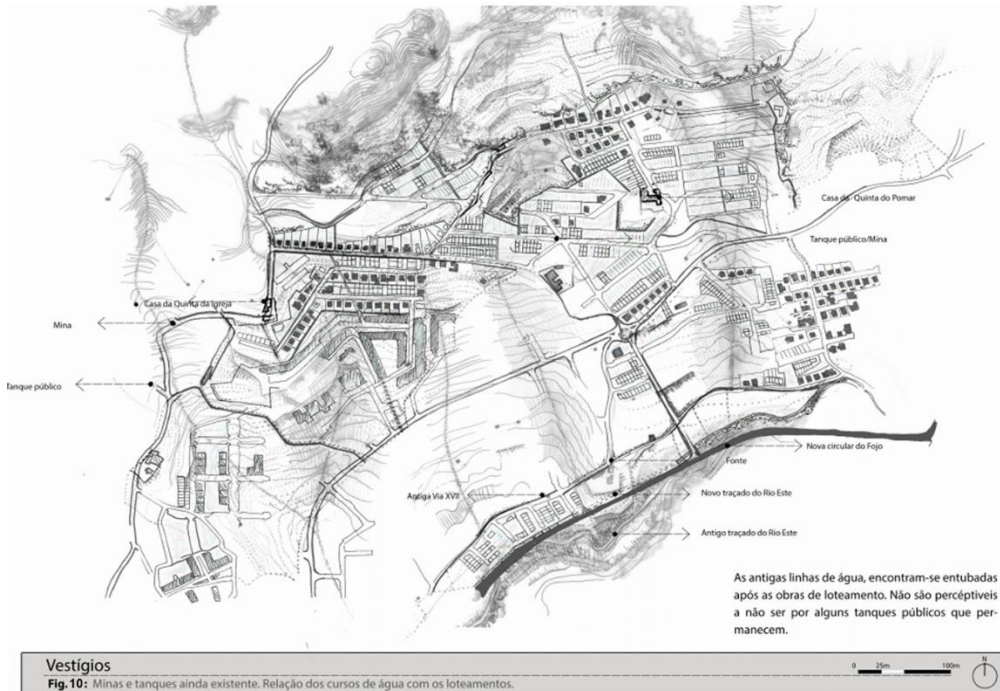 Casa da Quinta do Pomar
Tanque público/Mina
Casa da Quinta da Igreja
Mina
Tanque público
Nova circular do Fojo
Fonte
Antiga Via XVII
Novo traçado do Rio Este
Antigo traçado do Rio Este
As antigas linhas de água, encontram-se entubadas
após as obras de loteamento. Não são percéptiveis
a não ser por alguns tanques públicos que per-
manecem.
Vestígios
0 25m 100m
N
Fig.10: Minas e tanques ainda existente. Relação dos cursos de água com os loteamentos.